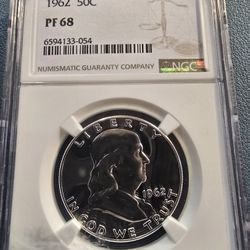 1962 50C
PF 68
6594133-054
NUMISMATIC GUARANTY COMPANY
NGC
LIBERTY
1962
IN GOD WE TRUST